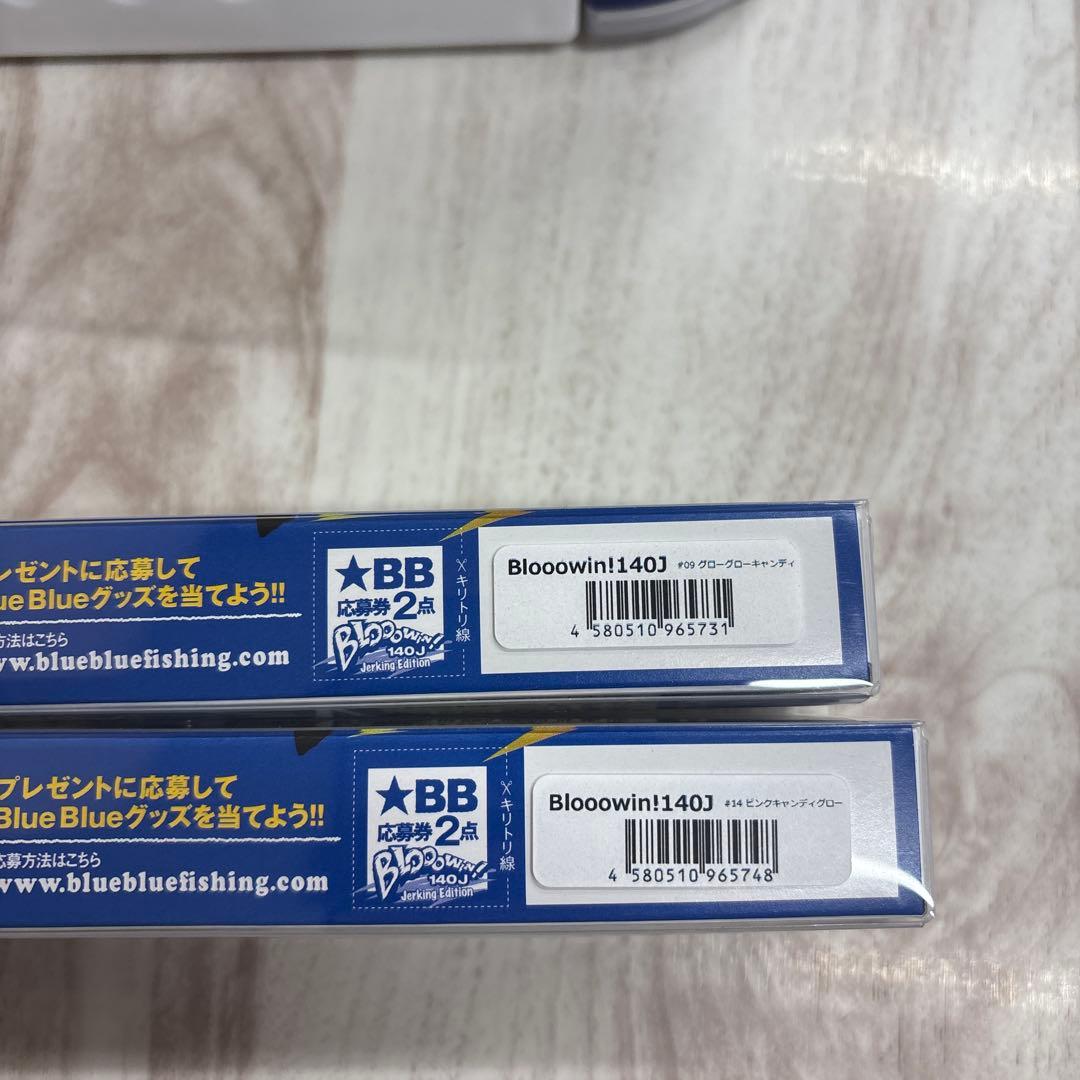 レゼントに応募して
ue Blueグッズを当てよう!!
方法はこちら
w.bluebluefishing.com
★BB
応募券2点
BLOOOWIN!!
140J
Jerking Edition
キリトリ線
Blooowin!140J #09 グローグローキャンディ
4 580510 965731
プレゼントに応募して
Blue Blueグッズを当てよう!!
応募方法はこちら
www.bluebluefishing.com
★BB
応募券2点
BLOOOWIN!!
140J
Jerking Edition
キリトリ線
Blooowin!140J #14 ピンクキャンディグロー
4 580510 965748